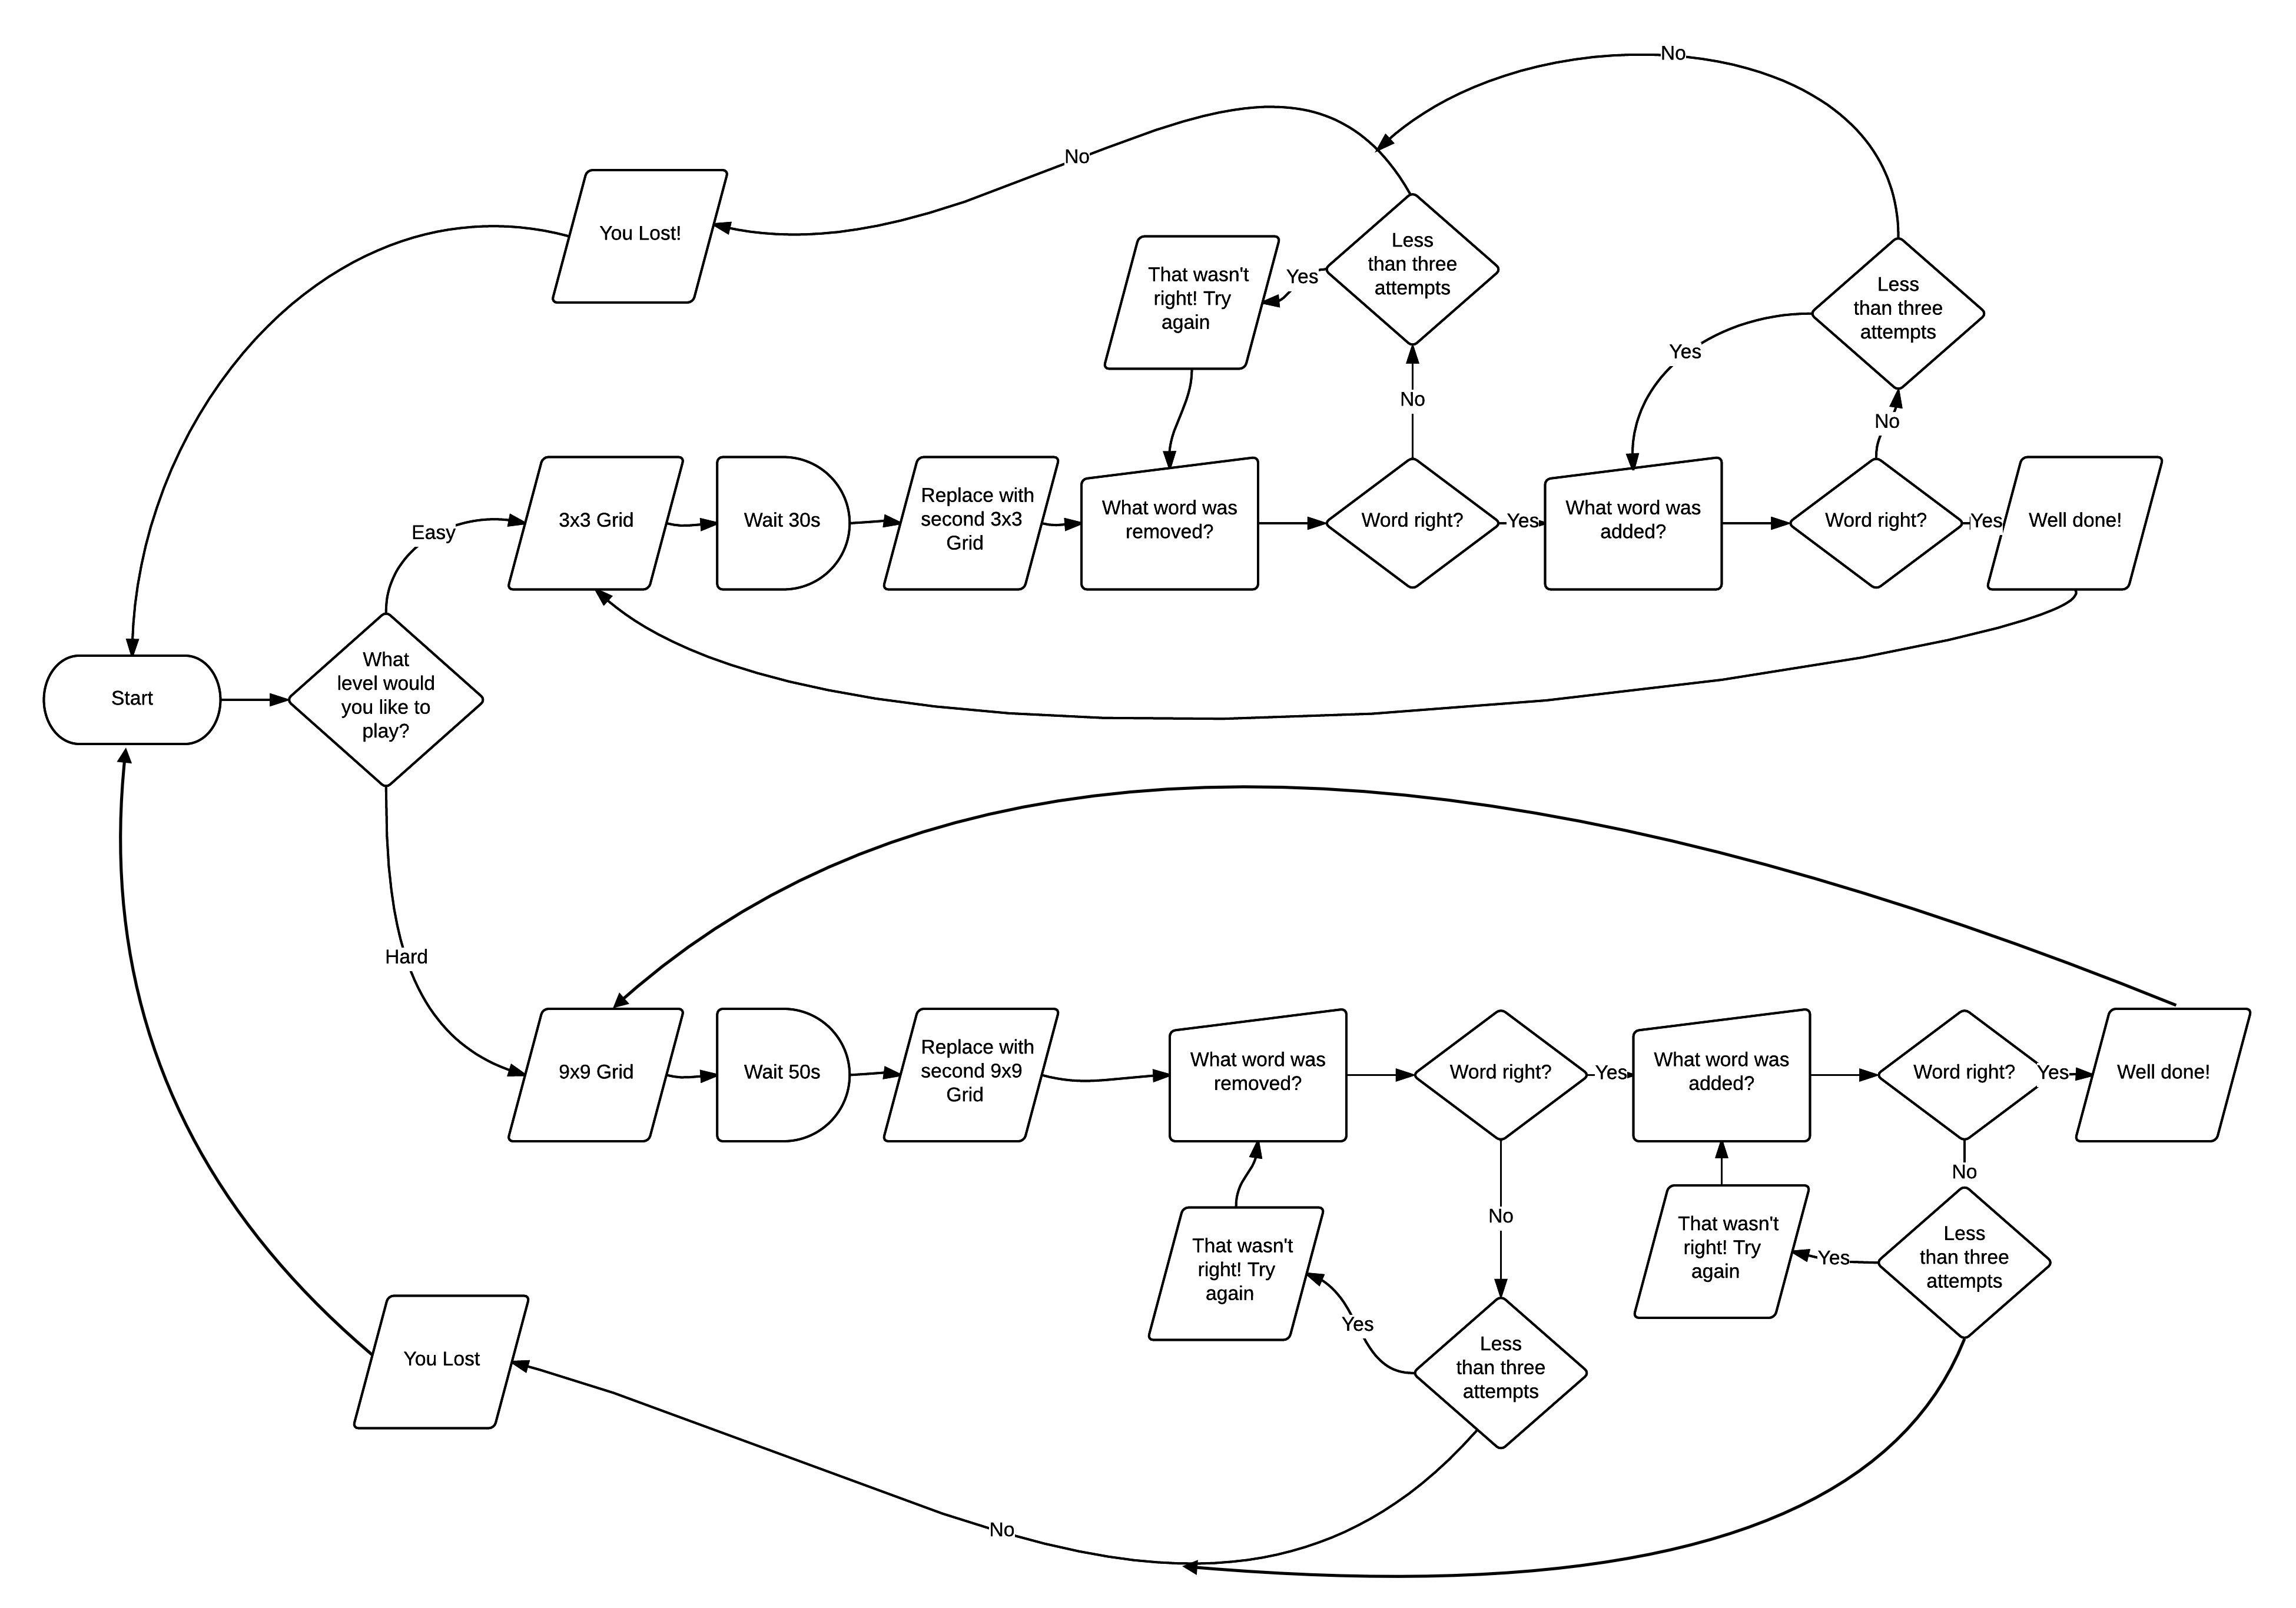 No
No
You Lost!
Less
than three
attempts
That wasn't
right! Try
again
Yes
Less
than three
attempts
Yes
No
No
Easy
3x3 Grid
Wait 30s
Replace with
second 3x3
Grid
What word was
removed?
Word right?
Yes
What word was
added?
Word right?
Yes
Well done!
Start
What
level would
you like to
play?
Hard
9x9 Grid
Wait 50s
Replace with
second 9x9
Grid
What word was
removed?
Word right?
Yes
What word was
added?
Word right?
Yes
Well done!
No
No
That wasn't
right! Try
again
That wasn't
right! Try
again
Yes
Less
than three
attempts
Yes
Less
than three
attempts
You Lost
No